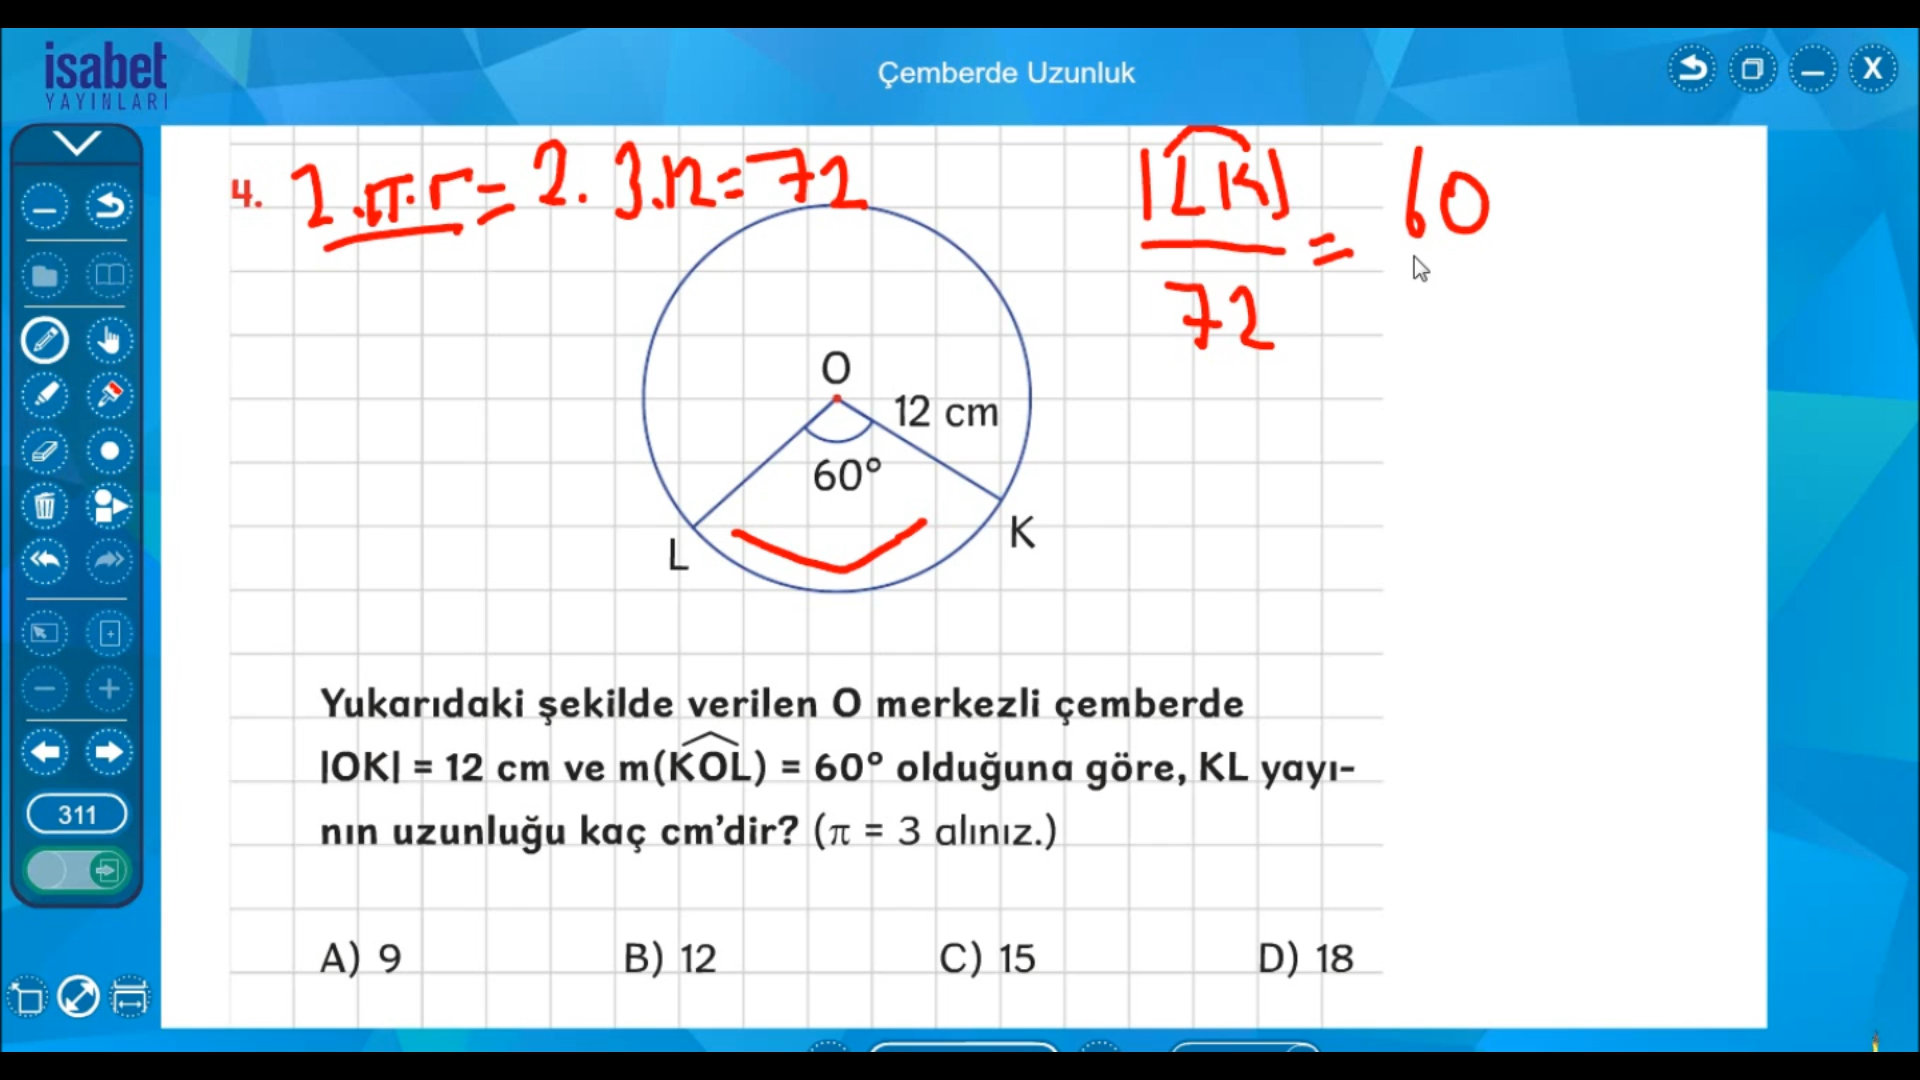 isabet
YAYINLARI
Çemberde Uzunluk
X
4. 2.π.r = 2.3.12 = 72
|LK| = 60
72
O
12 cm
60°
L
K
Yukarıdaki şekilde verilen O merkezli çemberde
|OK| = 12 cm ve m(KOL) = 60° olduğuna göre, KL yayı-
nın uzunluğu kaç cm'dir? (π = 3 alınız.)
311
A) 9 B) 12 C) 15 D) 18